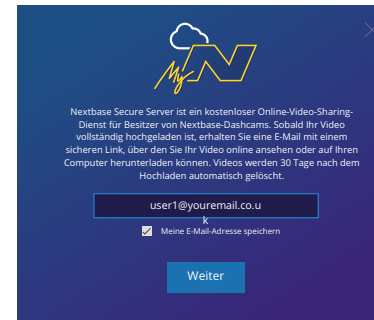 My N
Nextbase Secure Server ist ein kostenloser Online-Video-Sharing-
Dienst für Besitzer von Nextbase-Dashcams. Sobald Ihr Video
vollständig hochgeladen ist, erhalten Sie eine E-Mail mit einem
sicheren Link, über den Sie Ihr Video online ansehen oder auf Ihren
Computer herunterladen können. Videos werden 30 Tage nach dem
Hochladen automatisch gelöscht.
user1@youremail.co.u
k
Meine E-Mail-Adresse speichern
Weiter